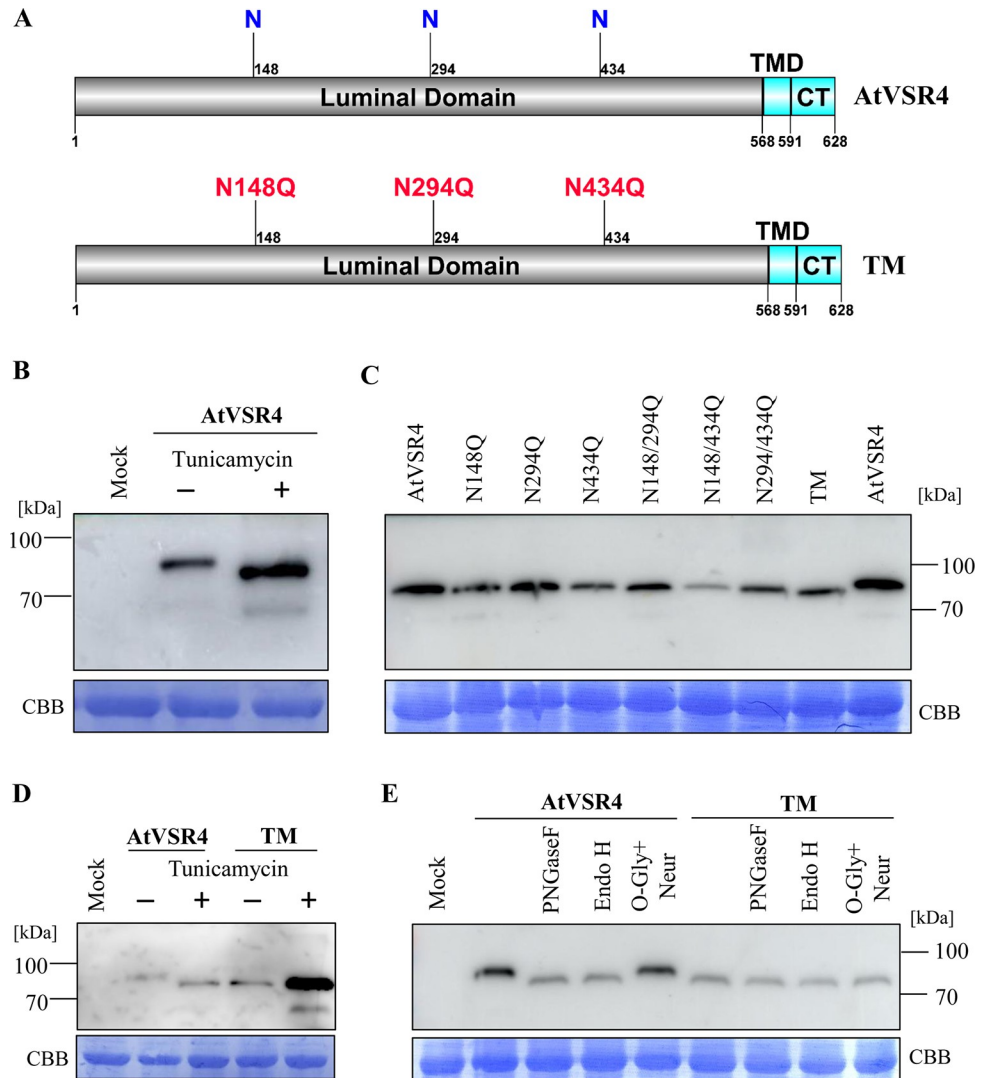 A
N N N
148 294 434
TMD
Luminal Domain CT AtVSR4
1 568 591 628
N148Q N294Q N434Q
148 294 434
TMD
Luminal Domain CT TM
1 568 591 628
B
AtVSR4
Tunicamycin
Mock − +
[kDa]
100
70
CBB
C
AtVSR4 N148Q N294Q N434Q N148/294Q N148/434Q N294/434Q TM AtVSR4
[kDa]
100
70
CBB
D
AtVSR4 TM
Tunicamycin
Mock − + − +
[kDa]
100
70
CBB
E
AtVSR4 TM
Mock PNGaseF Endo H O-Gly+ Neur PNGaseF Endo H O-Gly+ Neur
[kDa]
100
70
CBB